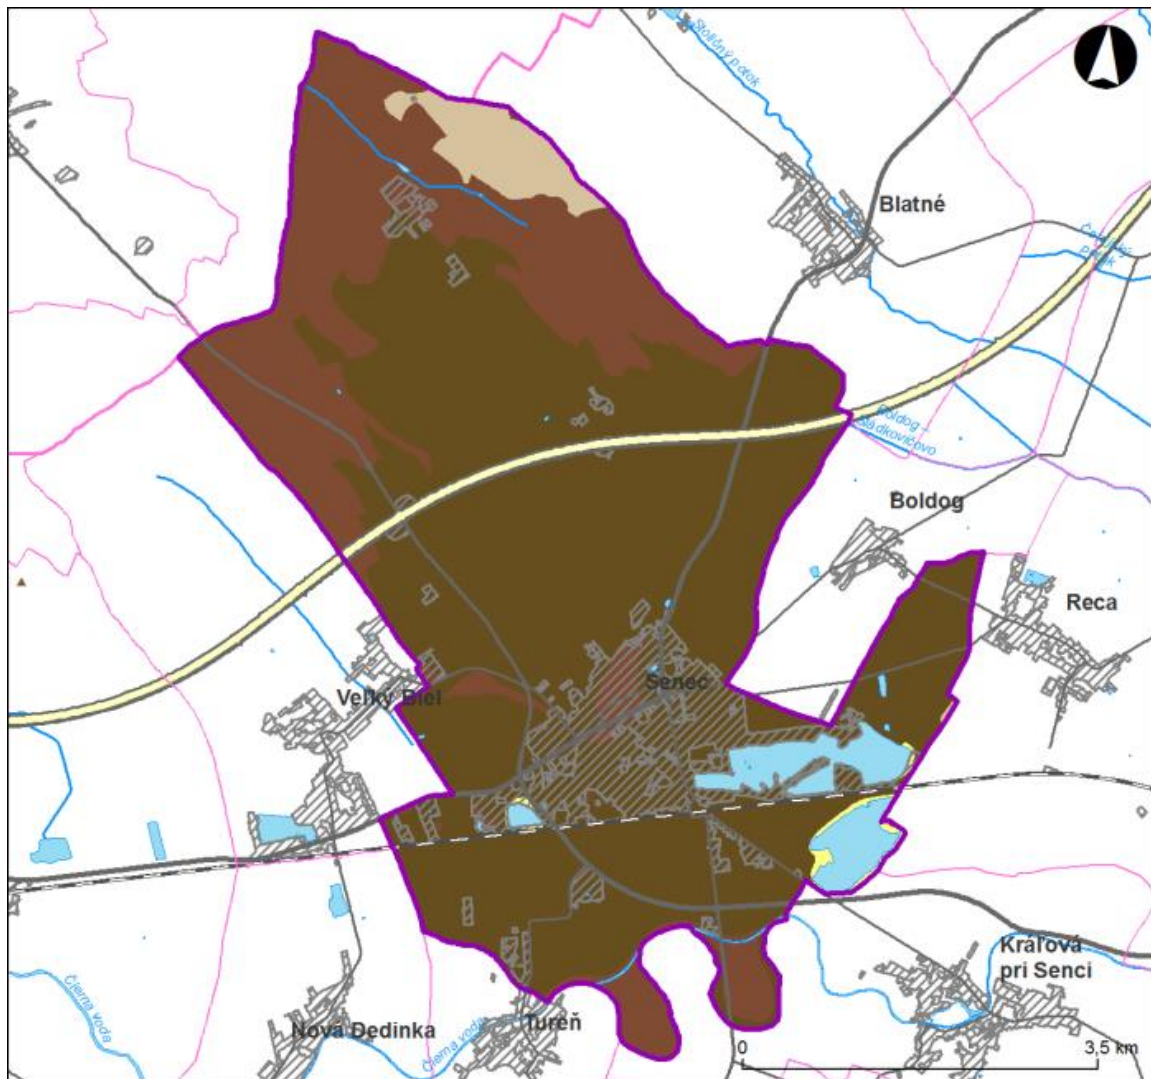 Stoličný potok
Blatné
Čatajský
potok
Boldog –
Sládkovičovo
Boldog
Reca
Senec
Veľký Biel
Kráľová
pri Senci
Čierna voda
Nová Dedinka
Tureň
Čierna voda
0
3,5 km